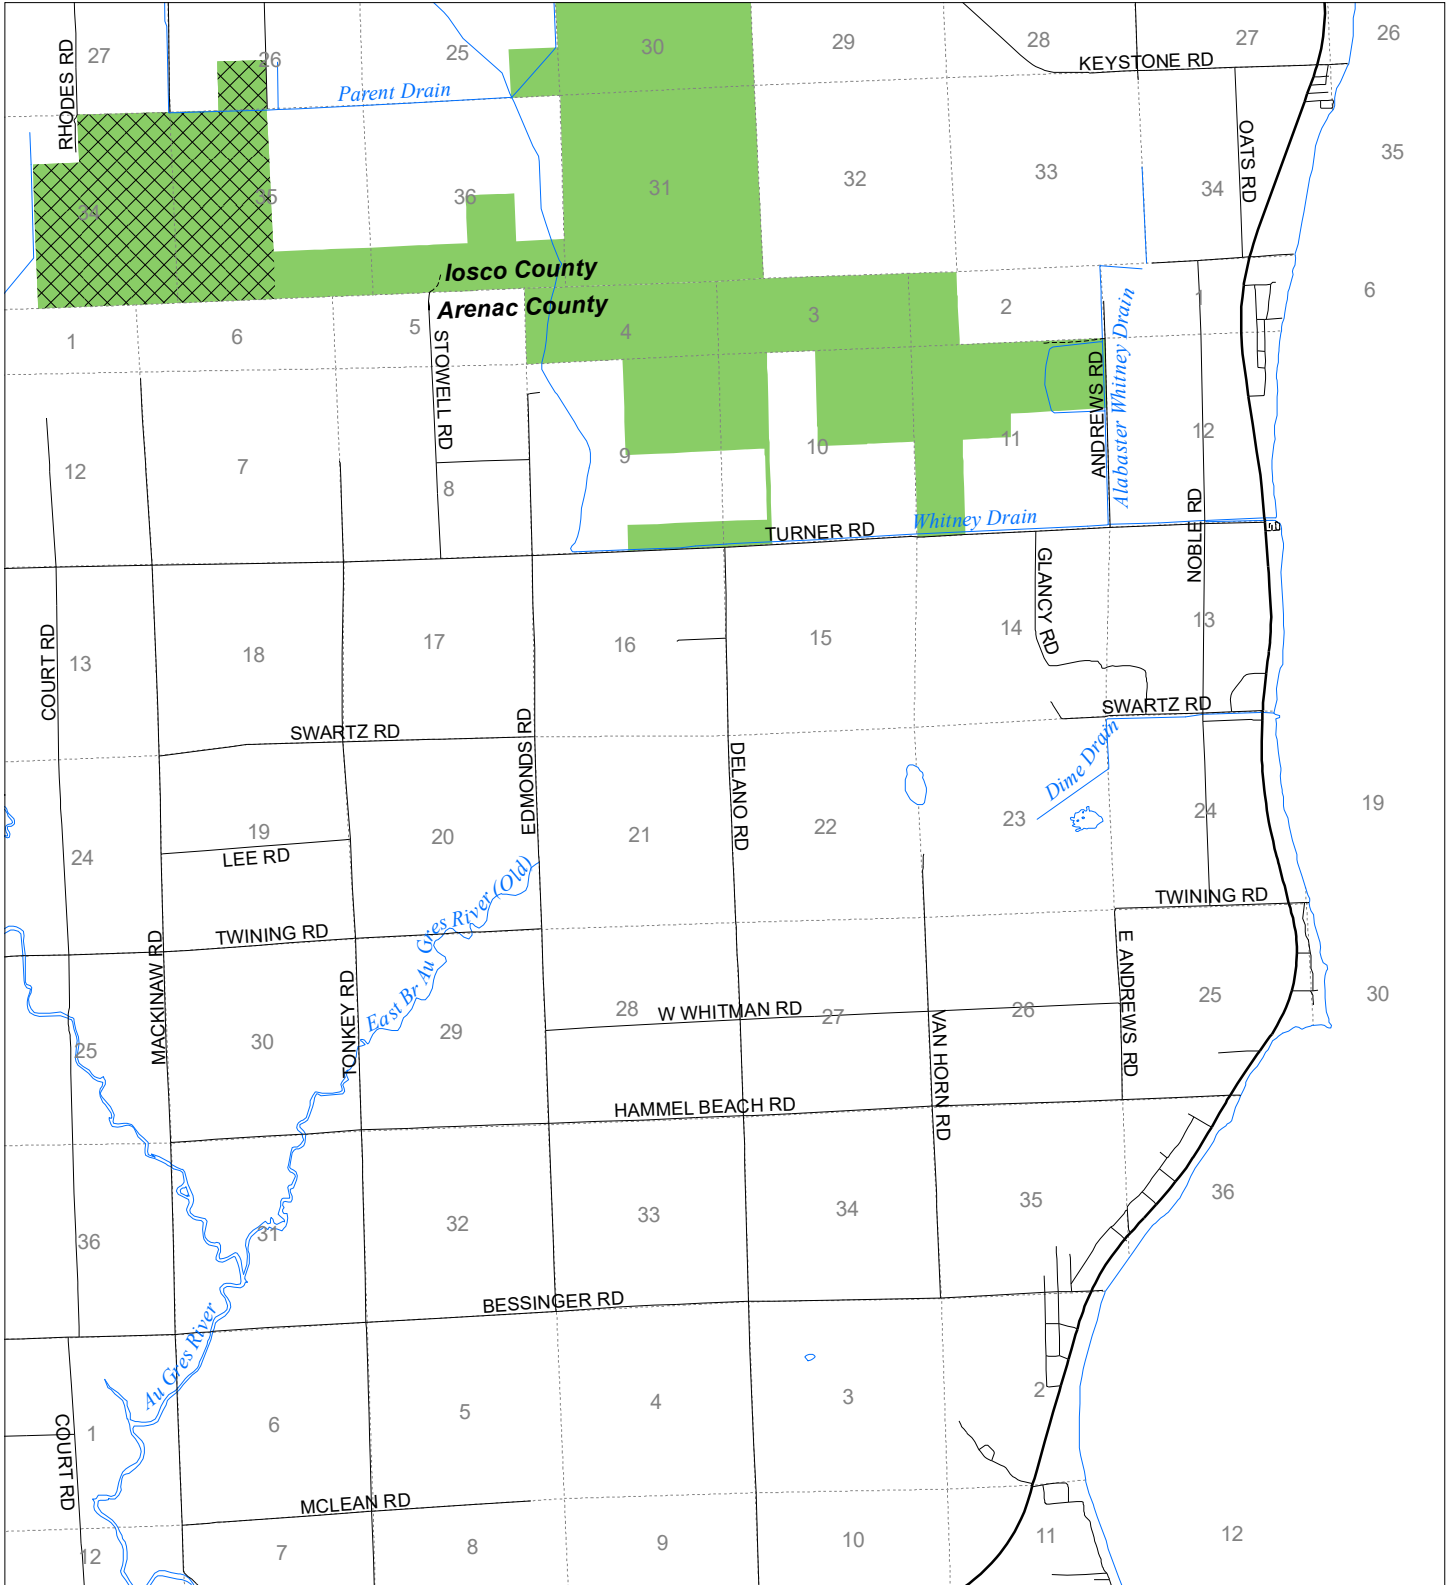 27
26
25
30
29
28
27
26
RHODES RD
KEYSTONE RD
Parent Drain
OATS RD
35
34
35
36
31
32
33
34
Iosco County
Arenac County
1
6
5
4
3
2
1
6
STOWELL RD
ANDREWS RD
Alabaster Whitney Drain
12
7
8
9
10
11
12
Whitney Drain
TURNER RD
NOBLE RD
GLANCY RD
COURT RD
13
18
17
16
15
14
13
SWARTZ RD
SWARTZ RD
EDMONDS RD
DELANO RD
Dime Drain
24
19
20
21
22
23
24
19
LEE RD
East Br Au Gres River (Old)
TWINING RD
TWINING RD
MACKINAW RD
TONKEY RD
E ANDREWS RD
25
30
29
28
W WHITMAN RD
27
26
25
30
VAN HORN RD
HAMMEL BEACH RD
36
31
32
33
34
35
36
BESSINGER RD
Au Gres River
COURT RD
1
6
5
4
3
2
MCLEAN RD
12
7
8
9
10
11
12